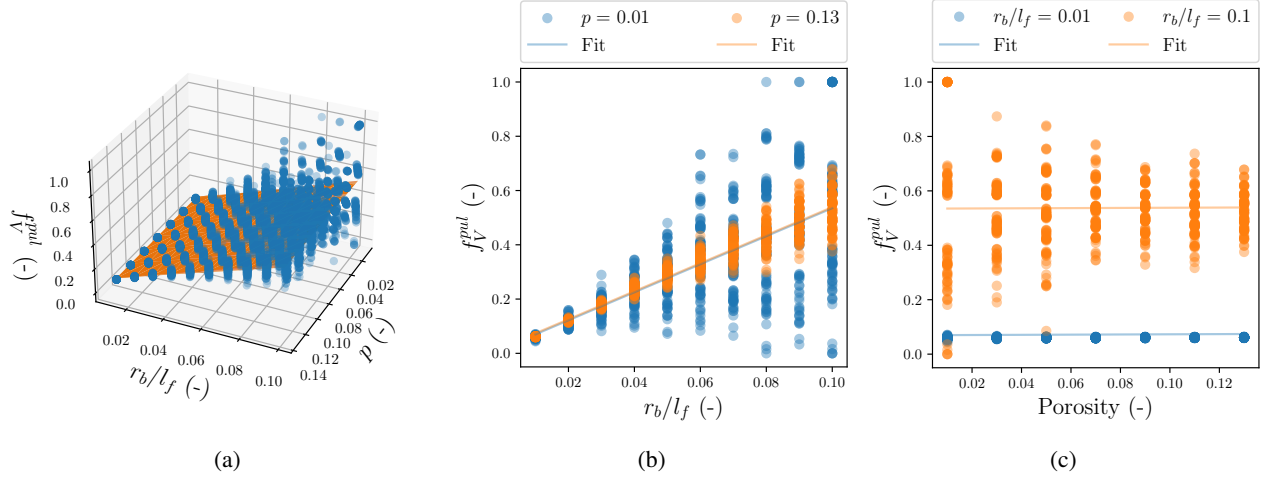 1.0
0.8
0.6
0.4
0.2
0.0
f_V^{pul} (-)
0.02
0.04
0.06
0.08
0.10
r_b/l_f (-)
0.02
0.04
0.06
0.08
0.10
0.12
0.14
p (-)
(a)
p = 0.01
p = 0.13
Fit
Fit
1.0
0.8
0.6
0.4
0.2
0.0
f_V^{pul} (-)
0.02
0.04
0.06
0.08
0.10
r_b/l_f (-)
(b)
r_b/l_f = 0.01
r_b/l_f = 0.1
Fit
Fit
1.0
0.8
0.6
0.4
0.2
0.0
f_V^{pul} (-)
0.02
0.04
0.06
0.08
0.10
0.12
Porosity (-)
(c)